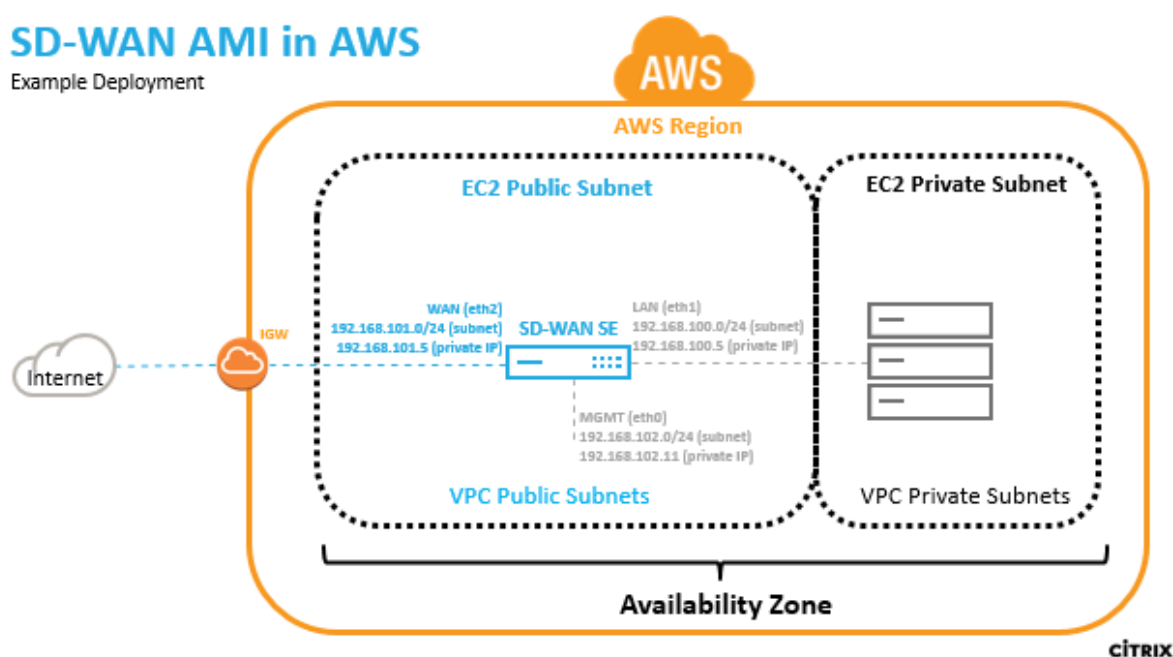 SD-WAN AMI in AWS
Example Deployment
AWS
AWS Region
EC2 Public Subnet
EC2 Private Subnet
WAN (eth2)
192.168.101.0/24 (subnet)
192.168.101.5 (private IP)
SD-WAN SE
LAN (eth1)
192.168.100.0/24 (subnet)
192.168.100.5 (private IP)
IGW
Internet
MGMT (eth0)
192.168.102.0/24 (subnet)
192.168.102.11 (private IP)
VPC Public Subnets
VPC Private Subnets
Availability Zone
CİTRIX